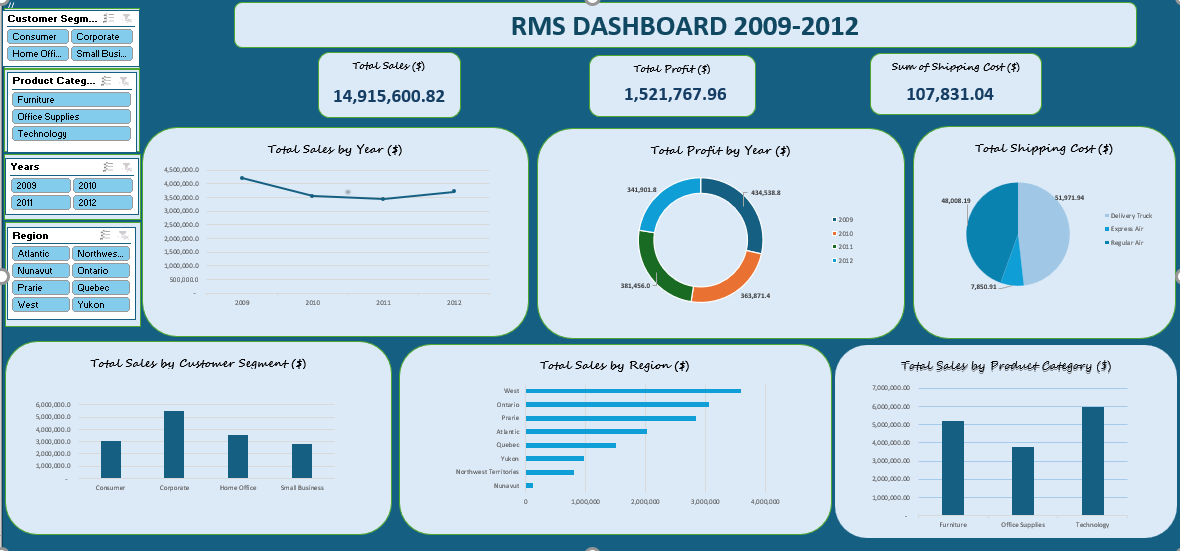 //
Customer Segm...
Consumer Corporate
Home Offi... Small Busi...
Product Categ...
Furniture
Office Supplies
Technology
Years
2009 2010
2011 2012
Region
Atlantic Northwes...
Nunavut Ontario
Prarie Quebec
West Yukon
RMS DASHBOARD 2009-2012
Total Sales ($)
14,915,600.82
Total Profit ($)
1,521,767.96
Sum of Shipping Cost ($)
107,831.04
Total Sales by Year ($)
4,500,000.0
4,000,000.0
3,500,000.0
3,000,000.0
2,500,000.0
2,000,000.0
1,500,000.0
1,000,000.0
500,000.0
-
2009 2010 2011 2012
Total Profit by Year ($)
341,901.8
434,538.8
381,456.0
363,871.4
2009
2010
2011
2012
Total Shipping Cost ($)
48,008.19
51,971.94
7,850.91
Delivery Truck
Express Air
Regular Air
Total Sales by Customer Segment ($)
6,000,000.0
5,000,000.0
4,000,000.0
3,000,000.0
2,000,000.0
1,000,000.0
-
Consumer Corporate Home Office Small Business
Total Sales by Region ($)
West
Ontario
Prarie
Atlantic
Quebec
Yukon
Northwest Territories
Nunavut
0 1,000,000 2,000,000 3,000,000 4,000,000
Total Sales by Product Category ($)
7,000,000.00
6,000,000.00
5,000,000.00
4,000,000.00
3,000,000.00
2,000,000.00
1,000,000.00
-
Furniture Office Supplies Technology